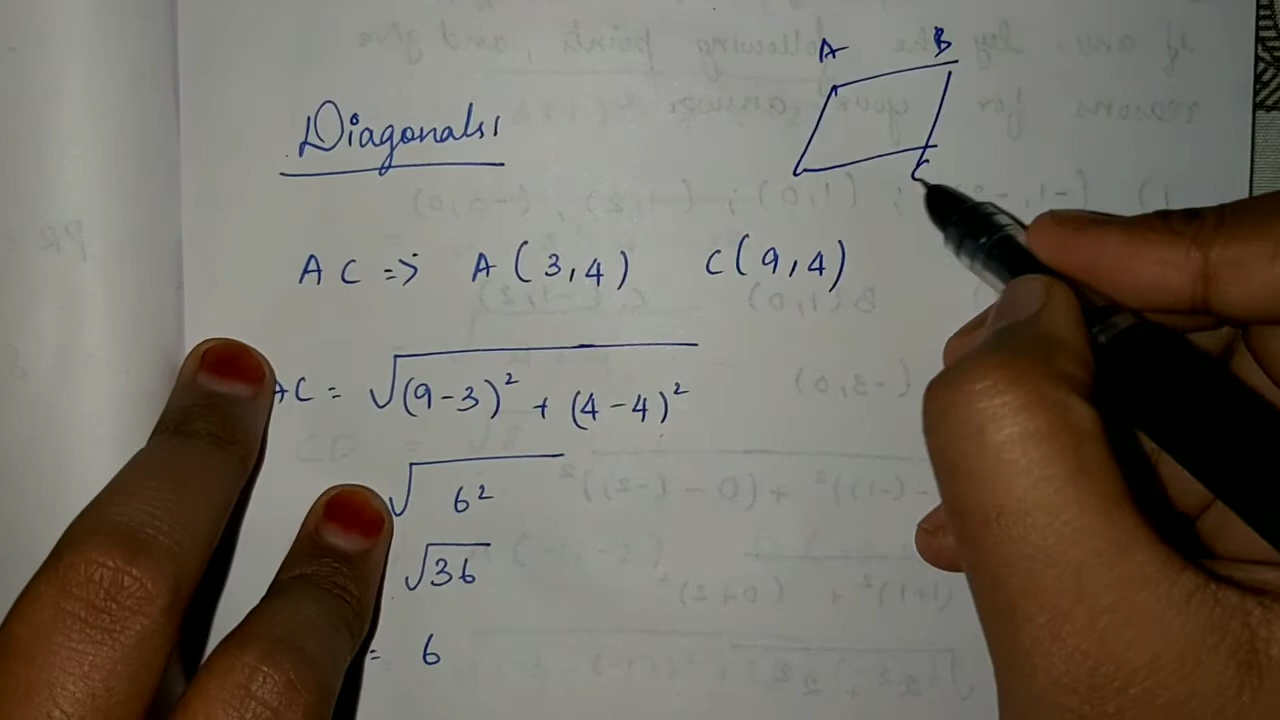 A B
Diagonals:
C
AC => A(3,4) C(9,4)
AC = √(9-3)² + (4-4)²
√6²
√36
= 6